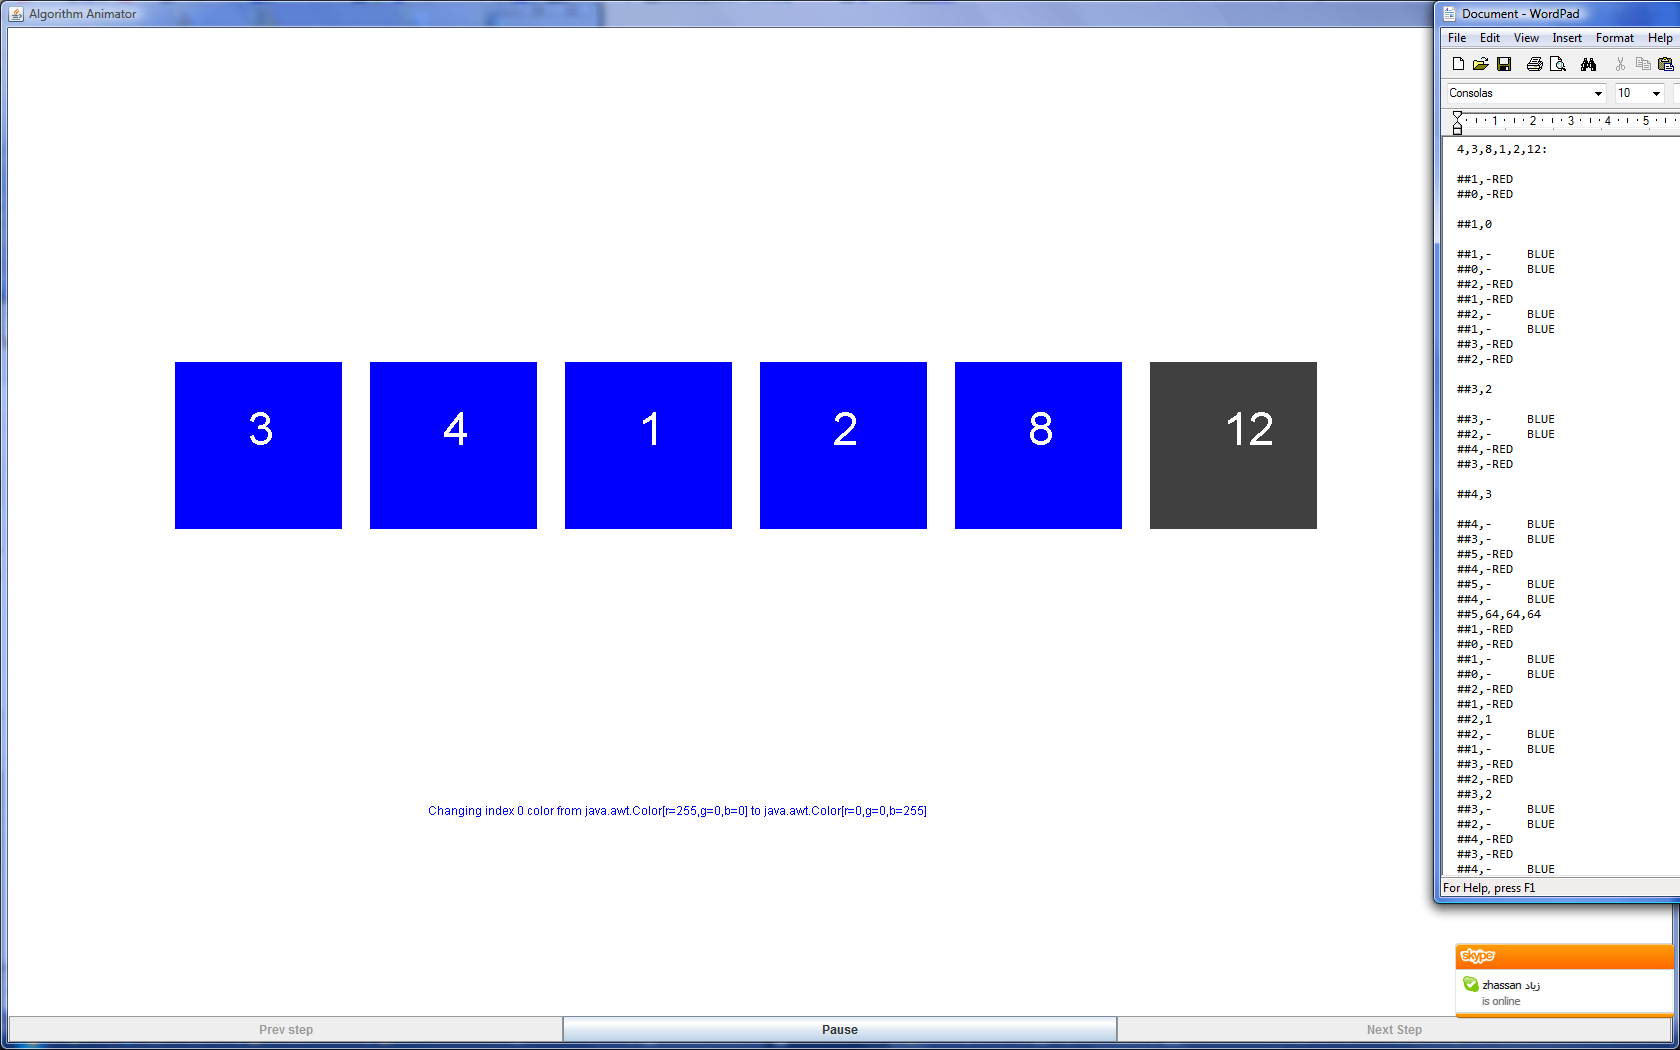 Algorithm Animator
3 4 1 2 8 12
Changing index 0 color from java.awt.Color[r=255,g=0,b=0] to java.awt.Color[r=0,g=0,b=255]
Prev step Pause Next Step
Document - WordPad
File Edit View Insert Format Help
Consolas 10
1 2 3 4 5
4,3,8,1,2,12:
##1,-RED
##0,-RED
##1,0
##1,- BLUE
##0,- BLUE
##2,-RED
##1,-RED
##2,- BLUE
##1,- BLUE
##3,-RED
##2,-RED
##3,2
##3,- BLUE
##2,- BLUE
##4,-RED
##3,-RED
##4,3
##4,- BLUE
##3,- BLUE
##5,-RED
##4,-RED
##5,- BLUE
##4,- BLUE
##5,64,64,64
##1,-RED
##0,-RED
##1,- BLUE
##0,- BLUE
##2,-RED
##1,-RED
##2,1
##2,- BLUE
##1,- BLUE
##3,-RED
##2,-RED
##3,2
##3,- BLUE
##2,- BLUE
##4,-RED
##3,-RED
##4,- BLUE
For Help, press F1
skype
zhassan زياد
is online